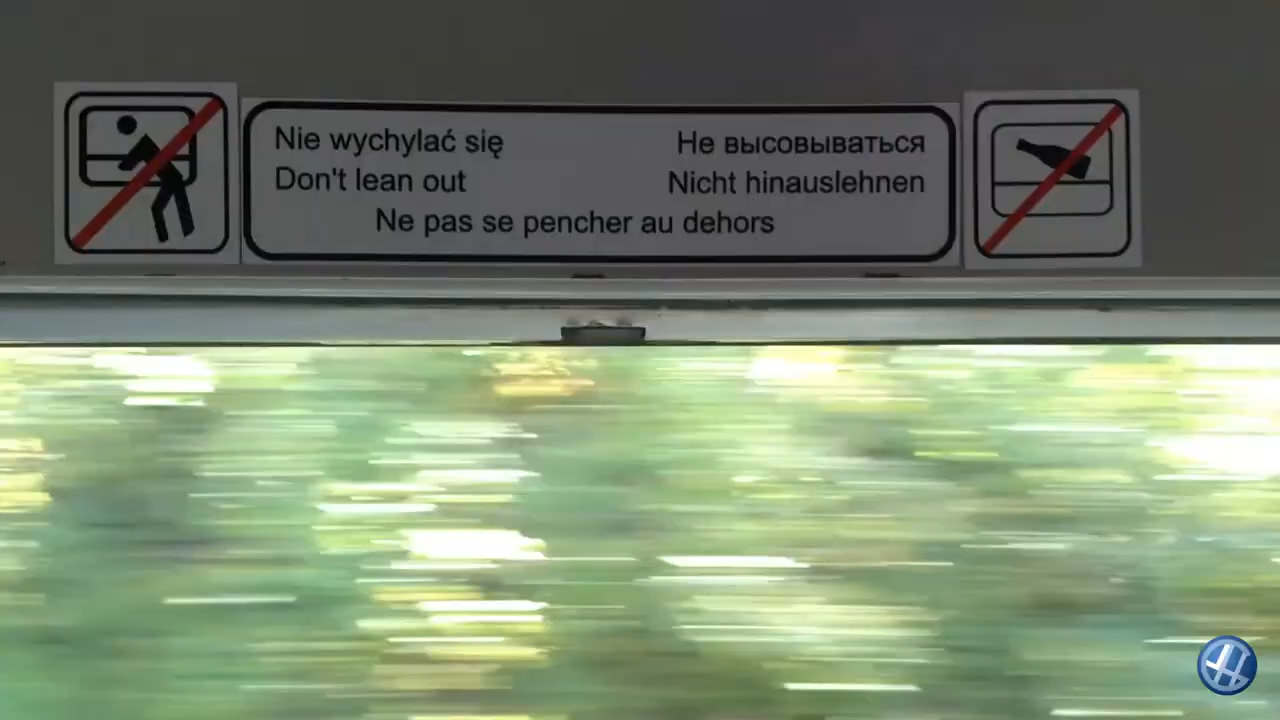 Nie wychylać się
Не высовываться
Don't lean out
Nicht hinauslehnen
Ne pas se pencher au dehors